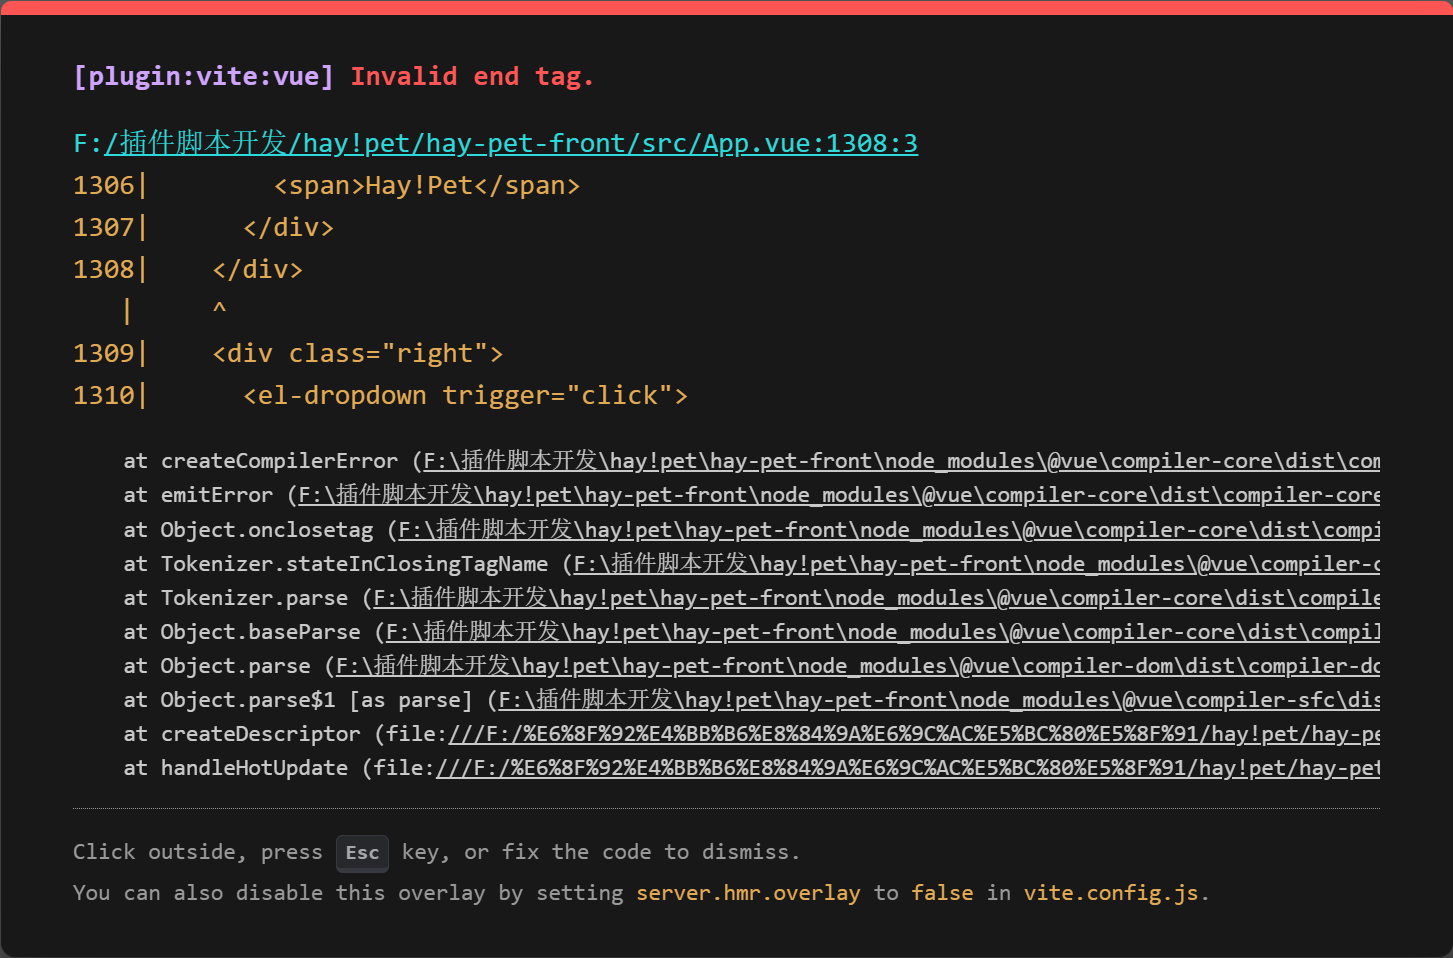 [plugin:vite:vue] Invalid end tag.
F:/插件脚本开发/hay!pet/hay-pet-front/src/App.vue:1308:3
1306|        <span>Hay!Pet</span>
1307|      </div>
1308|    </div>
   |    ^
1309|    <div class="right">
1310|      <el-dropdown trigger="click">
at createCompilerError (F:\插件脚本开发\hay!pet\hay-pet-front\node_modules\@vue\compiler-core\dist\com
at emitError (F:\插件脚本开发\hay!pet\hay-pet-front\node_modules\@vue\compiler-core\dist\compiler-core
at Object.onclosetag (F:\插件脚本开发\hay!pet\hay-pet-front\node_modules\@vue\compiler-core\dist\compi
at Tokenizer.stateInClosingTagName (F:\插件脚本开发\hay!pet\hay-pet-front\node_modules\@vue\compiler-c
at Tokenizer.parse (F:\插件脚本开发\hay!pet\hay-pet-front\node_modules\@vue\compiler-core\dist\compile
at Object.baseParse (F:\插件脚本开发\hay!pet\hay-pet-front\node_modules\@vue\compiler-core\dist\compil
at Object.parse (F:\插件脚本开发\hay!pet\hay-pet-front\node_modules\@vue\compiler-dom\dist\compiler-do
at Object.parse$1 [as parse] (F:\插件脚本开发\hay!pet\hay-pet-front\node_modules\@vue\compiler-sfc\dis
at createDescriptor (file:///F:/%E6%8F%92%E4%BB%B6%E8%84%9A%E6%9C%AC%E5%BC%80%E5%8F%91/hay!pet/hay-pe
at handleHotUpdate (file:///F:/%E6%8F%92%E4%BB%B6%E8%84%9A%E6%9C%AC%E5%BC%80%E5%8F%91/hay!pet/hay-pet
Click outside, press Esc key, or fix the code to dismiss.
You can also disable this overlay by setting server.hmr.overlay to false in vite.config.js.